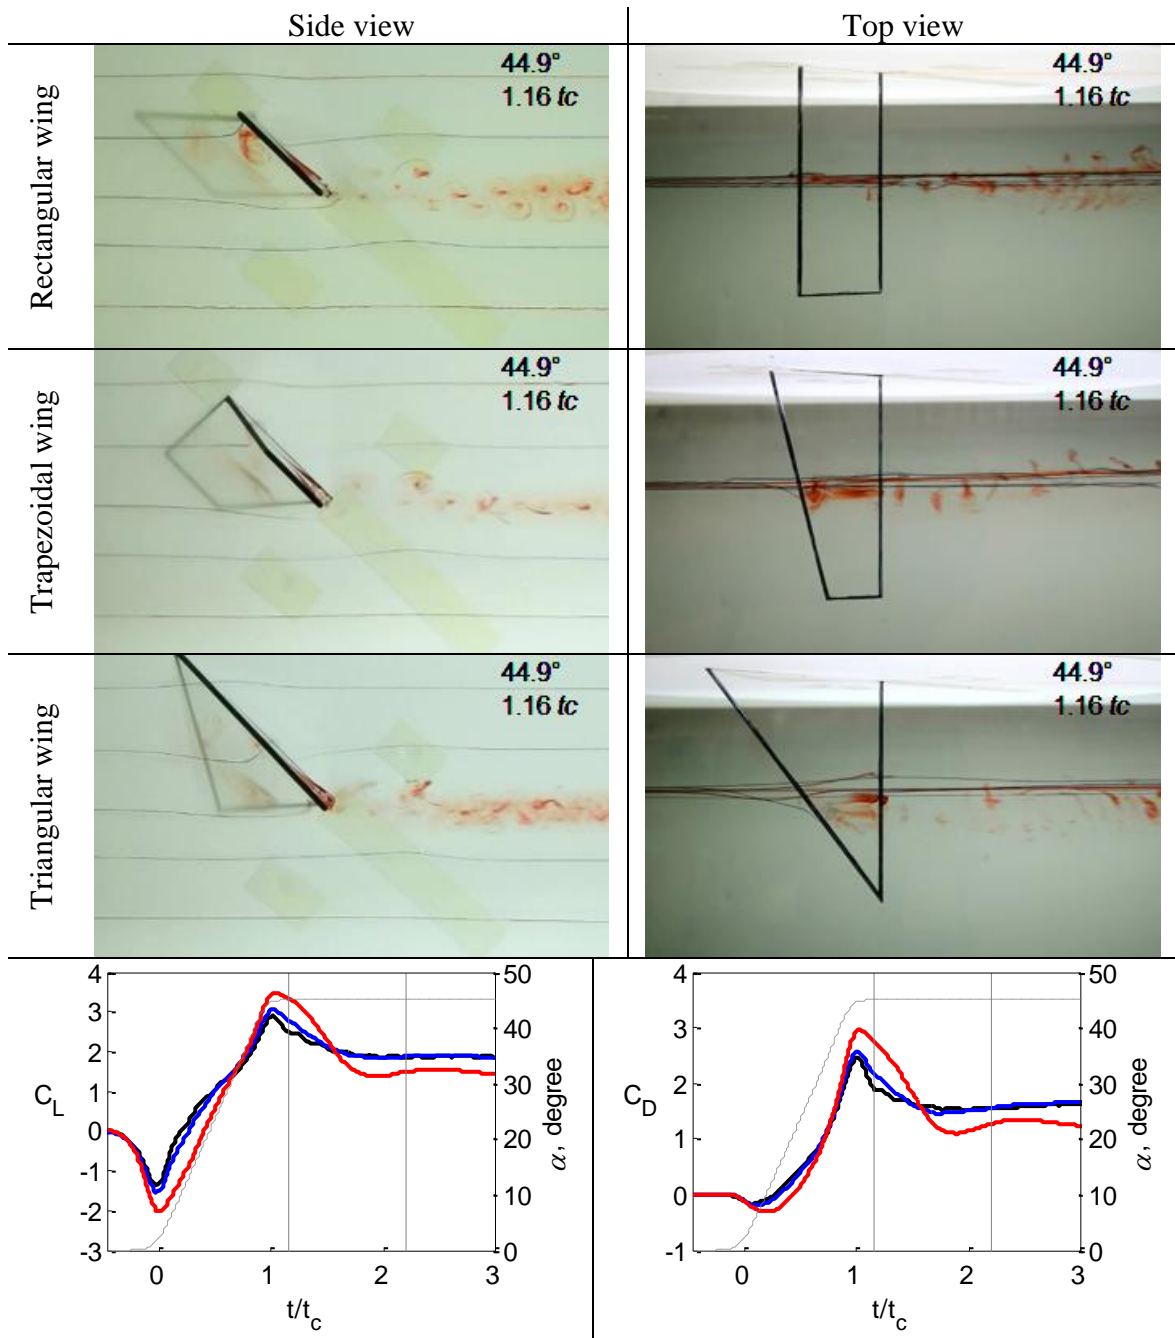 Side view
Top view
Rectangular wing
44.9°
1.16 tc
44.9°
1.16 tc
Trapezoidal wing
44.9°
1.16 tc
44.9°
1.16 tc
Triangular wing
44.9°
1.16 tc
44.9°
1.16 tc
4
3
2
1
0
-1
-2
-3
C_L
50
40
30
20
10
0
α, degree
0 1 2 3
t/t_c
4
3
2
1
0
-1
C_D
50
40
30
20
10
0
α, degree
0 1 2 3
t/t_c